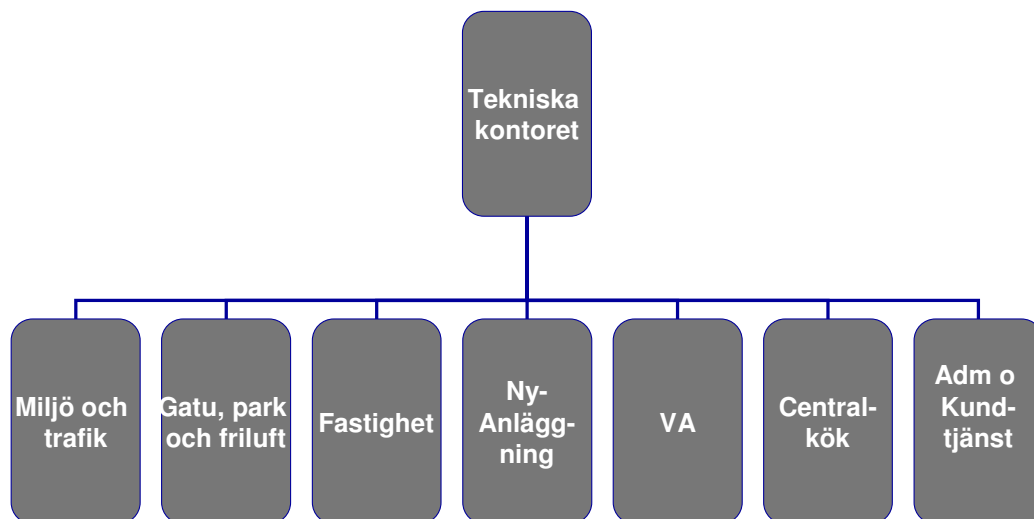 Tekniska
kontoret
Miljö och
trafik
Gatu, park
och friluft
Fastighet
Ny-
Anlägg-
ning
VA
Central-
kök
Adm o
Kund-
tjänst